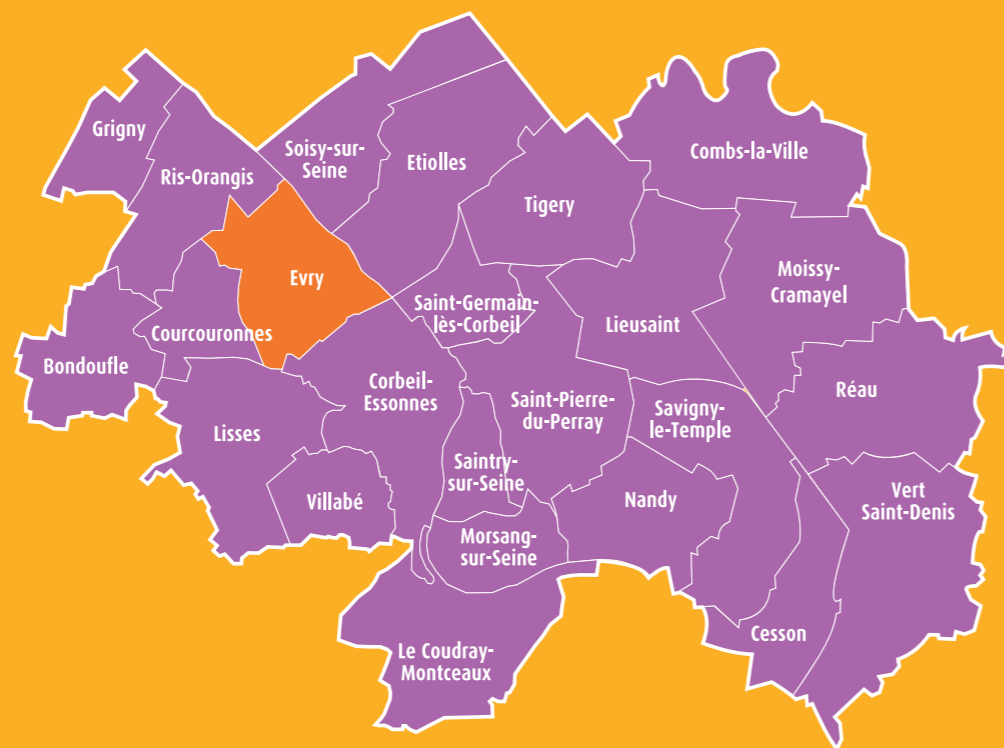 Grigny
Ris-Orangis
Soisy-sur-
Seine
Etiolles
Combs-la-Ville
Tigery
Evry
Moissy-
Cramayel
Saint-Germain-
lès-Corbeil
Lieusaint
Courcouronnes
Bondoufle
Corbeil-
Essonnes
Saint-Pierre-
du-Perray
Savigny-
le-Temple
Réau
Lisses
Saintry-
sur-Seine
Villabé
Nandy
Vert
Saint-Denis
Morsang-
sur-Seine
Cesson
Le Coudray-
Montceaux